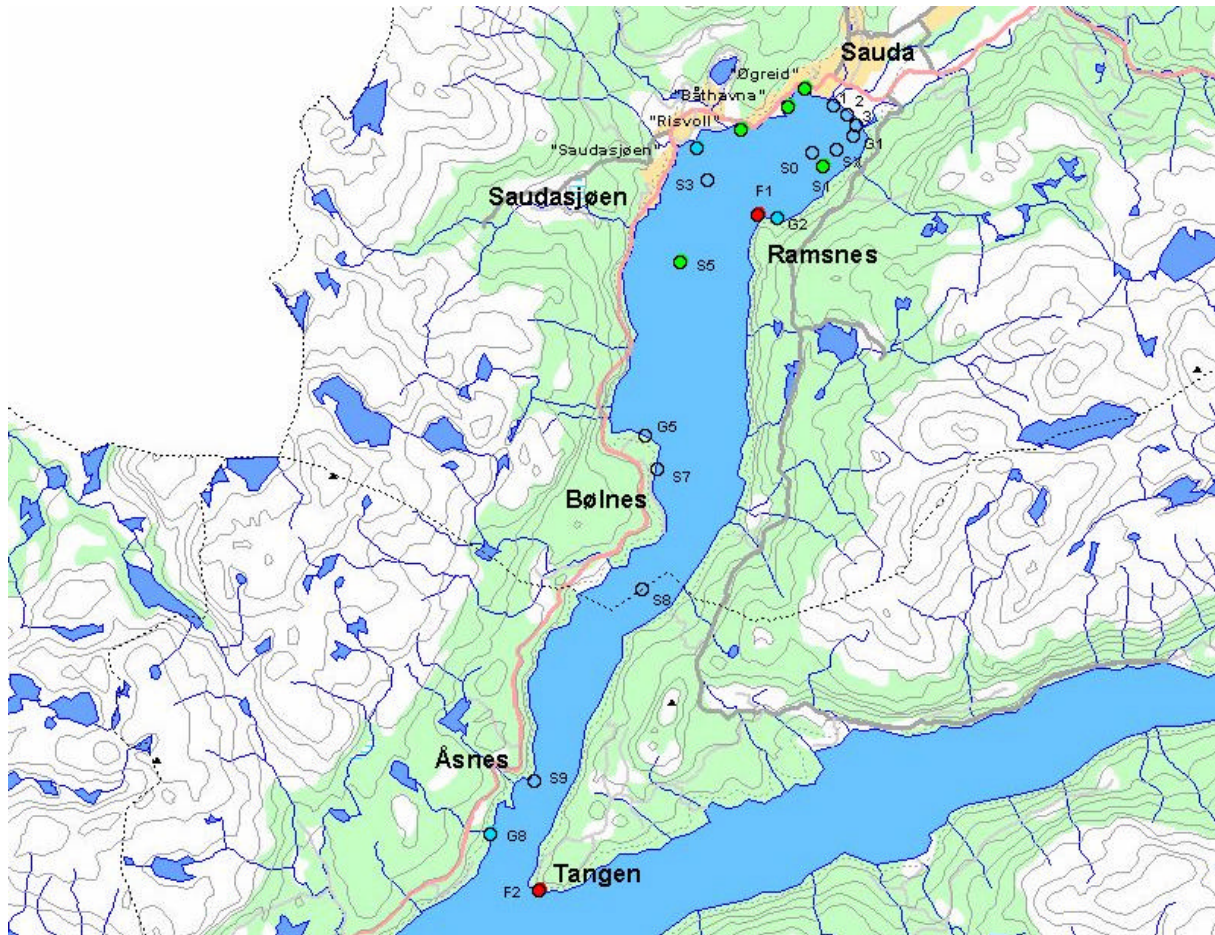 Sauda
"Øgreid"
"Båthavna"
1
2
"Risvoll"
3
G1
"Saudasjøen"
S0
S1
S3
F1
G2
Saudasjøen
Ramsnes
S5
G5
S7
Bølnes
S8
Åsnes
S9
G8
Tangen
F2